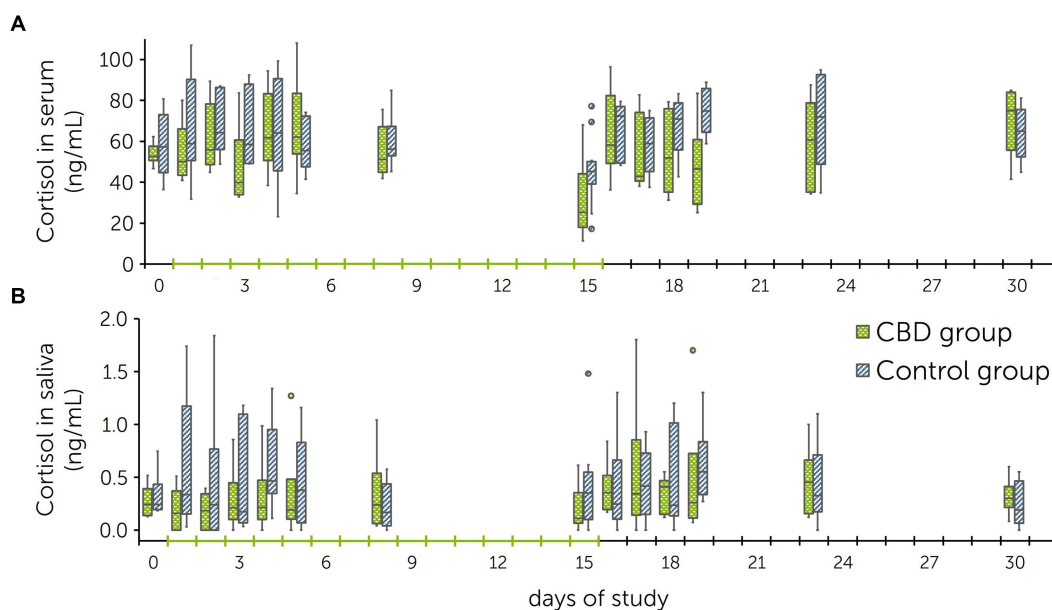 A
Cortisol in serum
(ng/mL)
100
80
60
40
20
0
0 3 6 9 12 15 18 21 24 27 30
B
Cortisol in saliva
(ng/mL)
2.0
1.5
1.0
0.5
0.0
CBD group
Control group
0 3 6 9 12 15 18 21 24 27 30
days of study